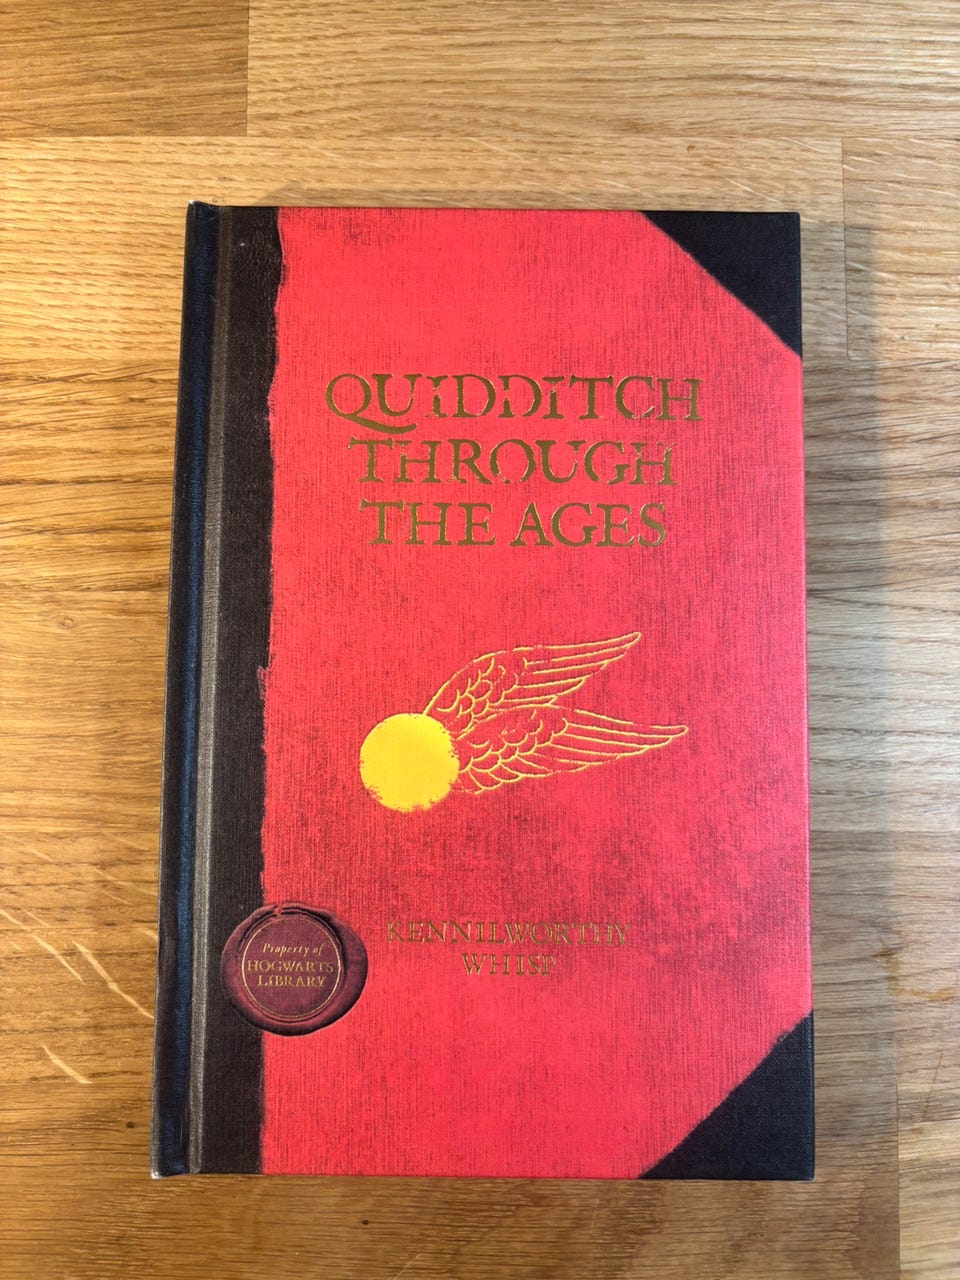 QUIDDITCH
THROUGH
THE AGES
KENNILWORTHY
WHISP
Property of
HOGWARTS
LIBRARY